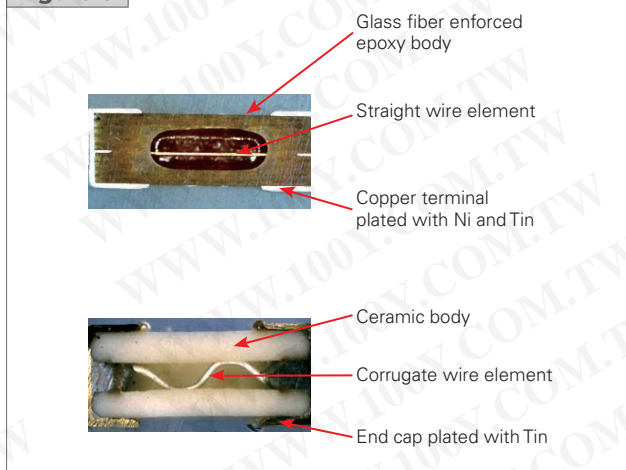 Glass fiber enforced
epoxy body
Straight wire element
Copper terminal
plated with Ni and Tin
Ceramic body
Corrugate wire element
End cap plated with Tin
WWW.100Y.COM.TW